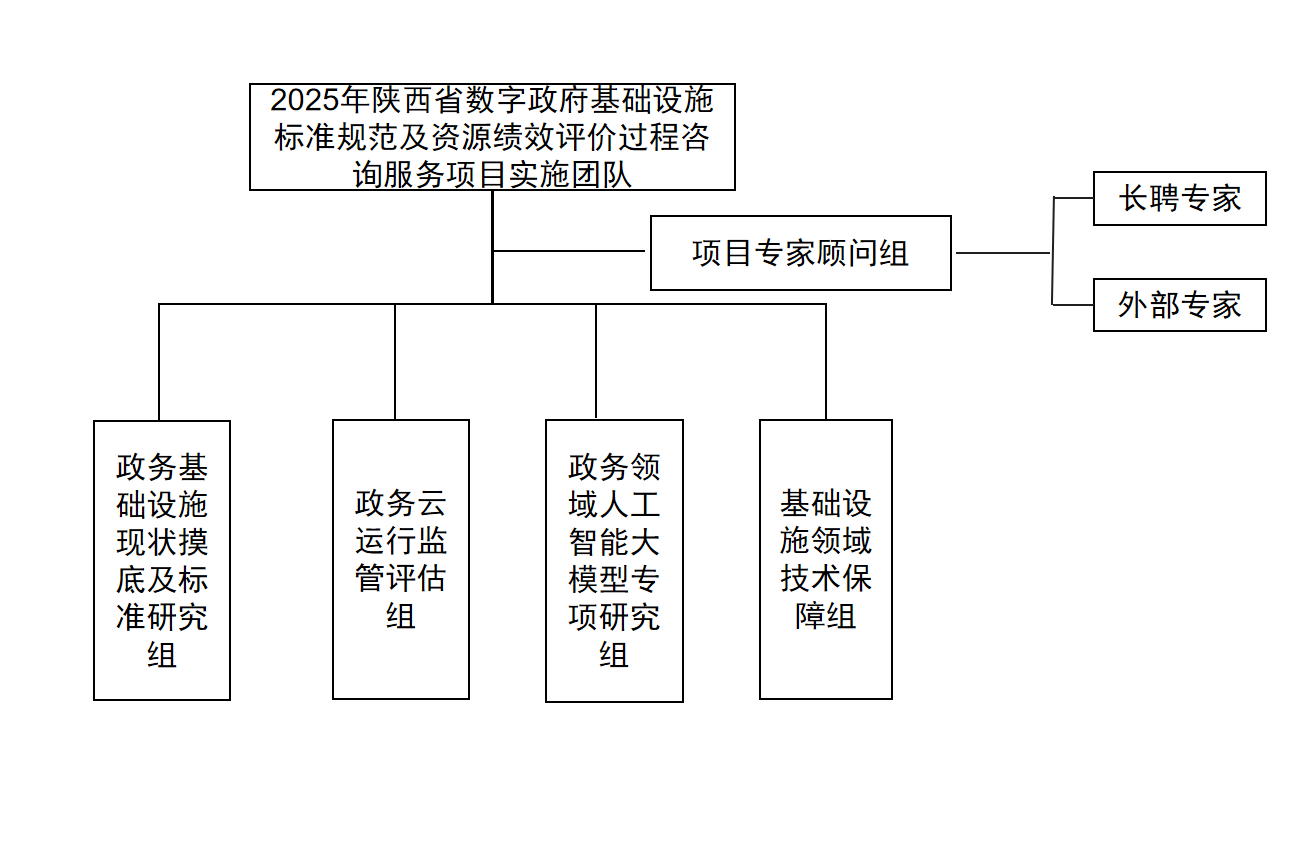 2025年陕西省数字政府基础设施
标准规范及资源绩效评价过程咨
询服务项目实施团队
长聘专家
项目专家顾问组
外部专家
政务基
础设施
现状摸
底及标
准研究
组
政务云
运行监
管评估
组
政务领
域人工
智能大
模型专
项研究
组
基础设
施领域
技术保
障组